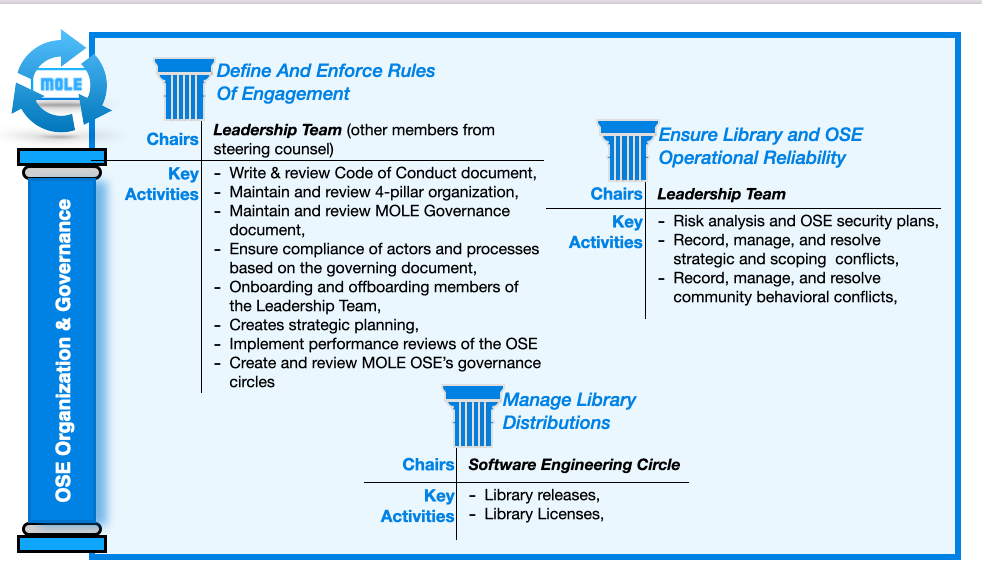 MOLE
OSE Organization & Governance
Define And Enforce Rules
Of Engagement
Chairs
Leadership Team (other members from
steering counsel)
Key
Activities
- Write & review Code of Conduct document,
- Maintain and review 4-pillar organization,
- Maintain and review MOLE Governance
document,
- Ensure compliance of actors and processes
based on the governing document,
- Onboarding and offboarding members of
the Leadership Team,
- Creates strategic planning,
- Implement performance reviews of the OSE
- Create and review MOLE OSE's governance
circles
Ensure Library and OSE
Operational Reliability
Chairs
Leadership Team
Key
Activities
- Risk analysis and OSE security plans,
- Record, manage, and resolve
strategic and scoping conflicts,
- Record, manage, and resolve
community behavioral conflicts,
Manage Library
Distributions
Chairs
Software Engineering Circle
Key
Activities
- Library releases,
- Library Licenses,